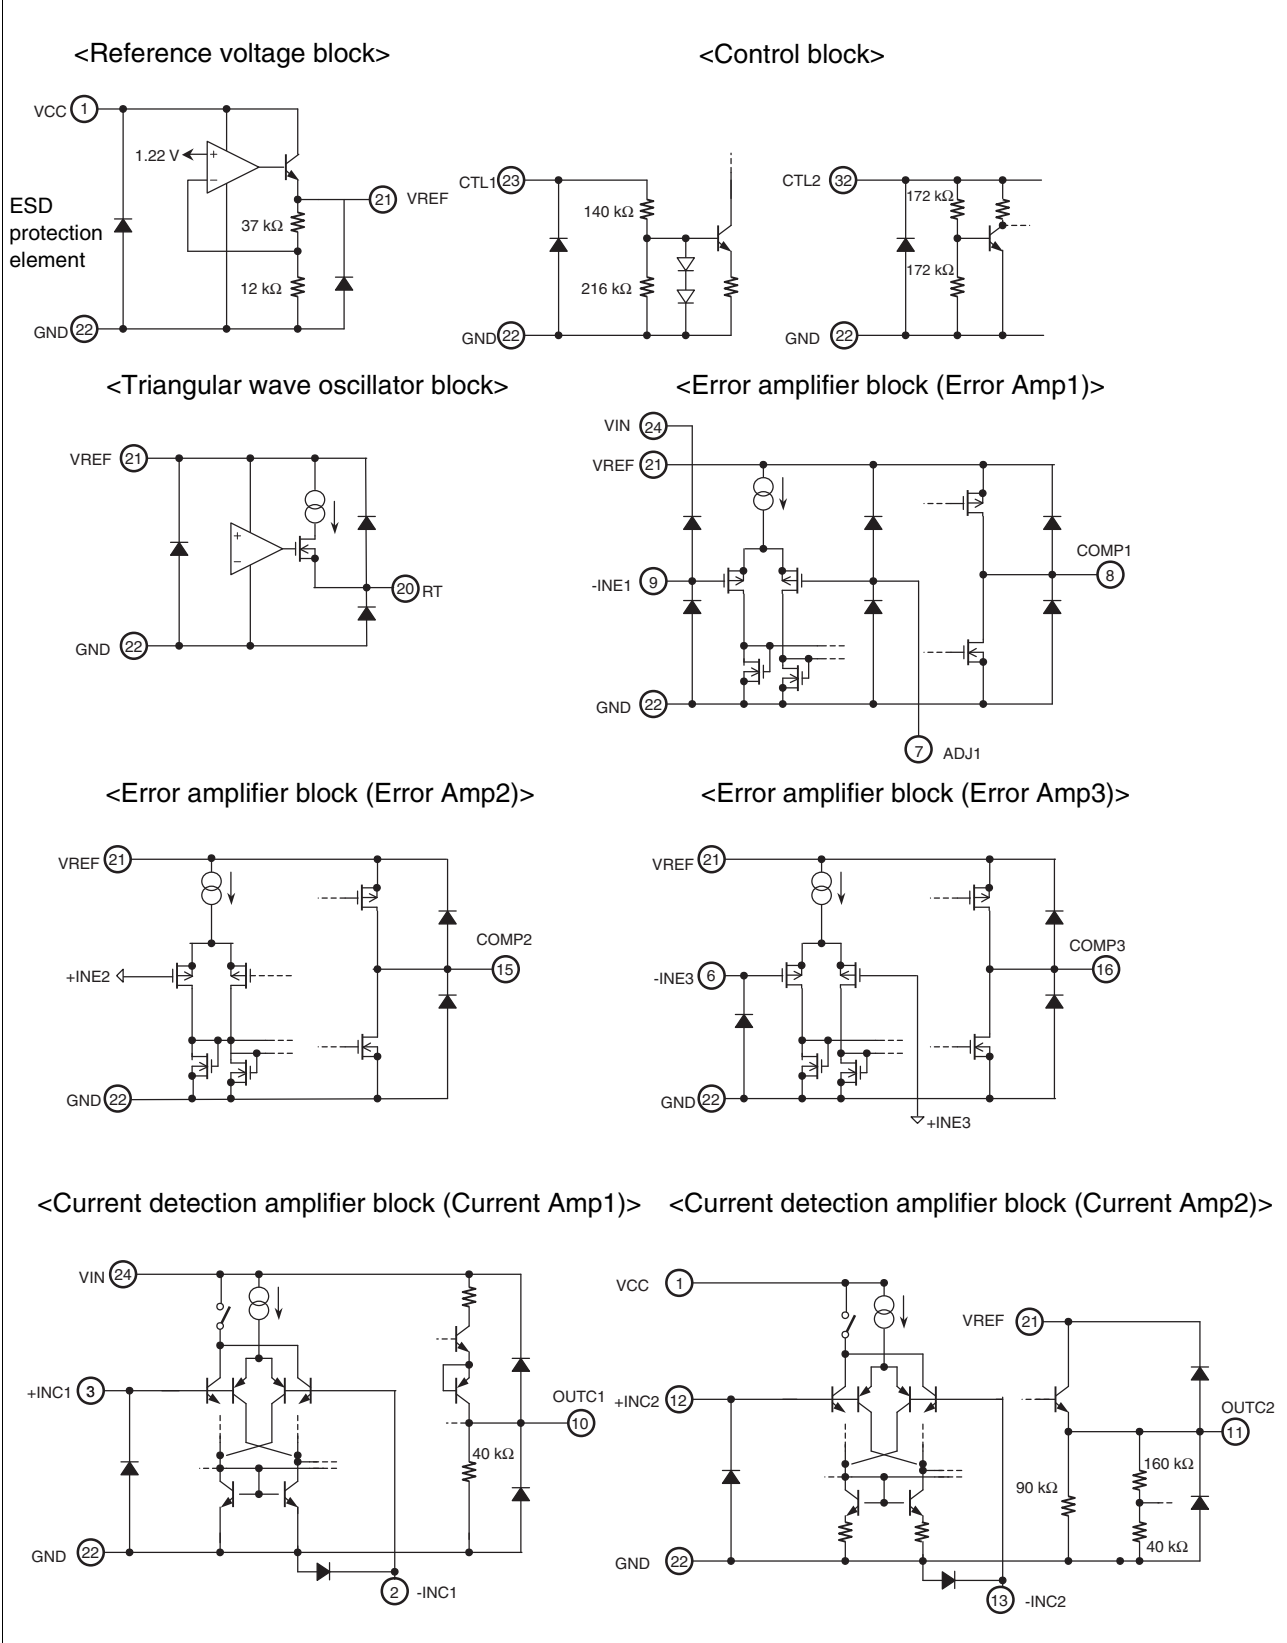 <Reference voltage block>
<Control block>
VCC 1
1.22 V
+
−
21 VREF
ESD
protection
element
37 kΩ
12 kΩ
GND 22
CTL1 23
140 kΩ
216 kΩ
GND 22
CTL2 32
172 kΩ
172 kΩ
GND 22
<Triangular wave oscillator block>
<Error amplifier block (Error Amp1)>
VREF 21
+
−
20 RT
GND 22
VIN 24
VREF 21
COMP1
8
-INE1 9
GND 22
7 ADJ1
<Error amplifier block (Error Amp2)>
<Error amplifier block (Error Amp3)>
VREF 21
COMP2
15
+INE2
GND 22
VREF 21
COMP3
16
-INE3 6
GND 22
+INE3
<Current detection amplifier block (Current Amp1)>
<Current detection amplifier block (Current Amp2)>
VIN 24
+INC1 3
OUTC1
10
40 kΩ
GND 22
2 -INC1
VCC 1
VREF 21
+INC2 12
OUTC2
11
160 kΩ
90 kΩ
40 kΩ
GND 22
13 -INC2